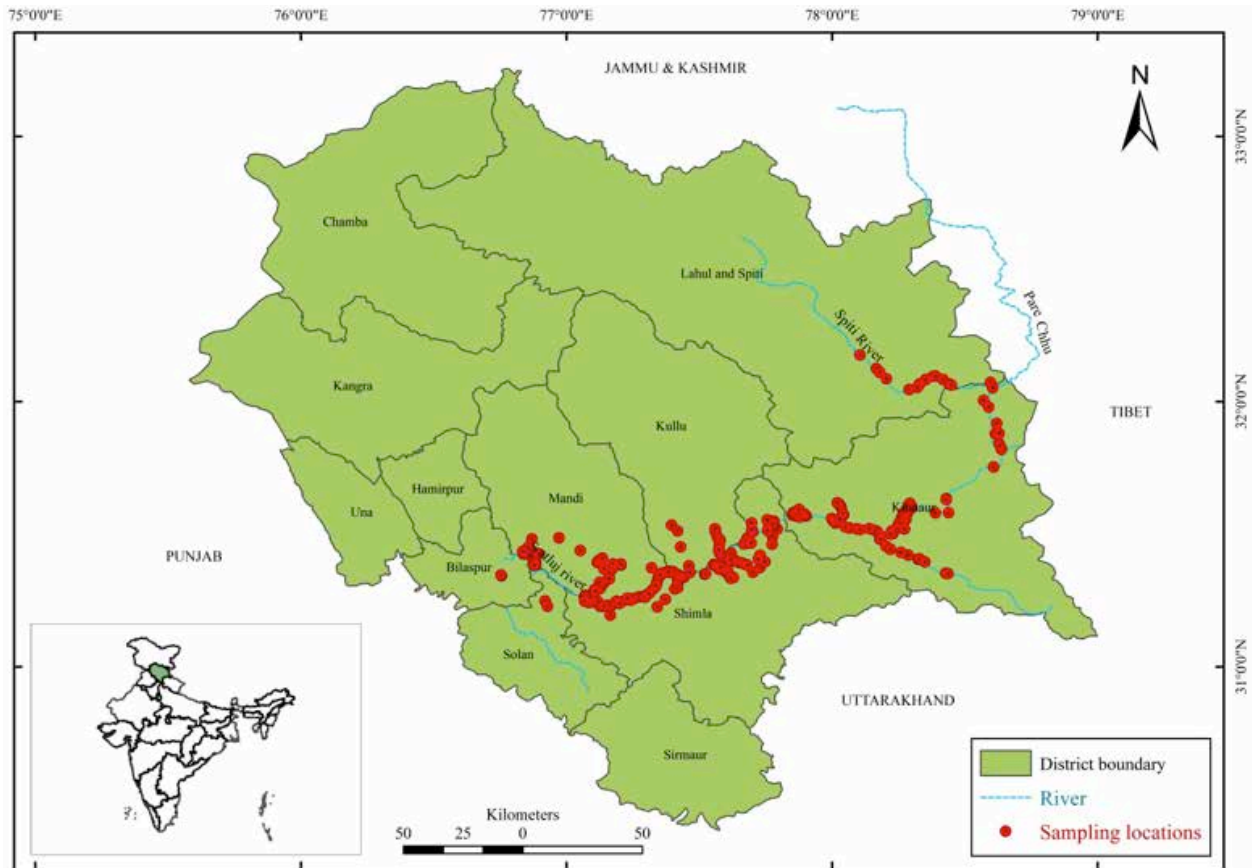 75°0'0"E 76°0'0"E 77°0'0"E 78°0'0"E 79°0'0"E
JAMMU & KASHMIR
N
33°0'0"N
Chamba
Lahul and Spiti
Pare Chhu
Spiti River
Kangra
32°0'0"N
TIBET
Kullu
Hamirpur
Mandi
Una
Kinnaur
PUNJAB
Bilaspur
Satluj river
Shimla
Solan
31°0'0"N
UTTARAKHAND
Sirmaur
District boundary
River
Sampling locations
Kilometers
50 25 0 50